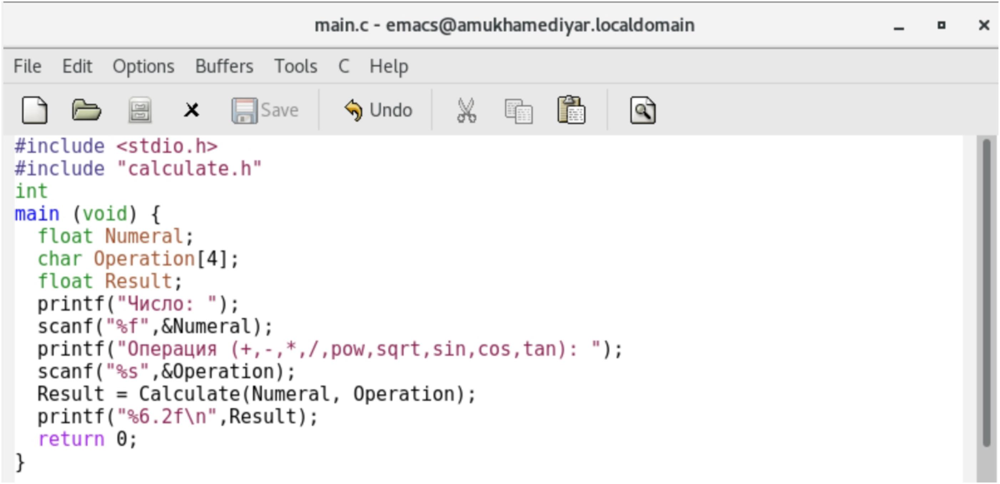 main.c - emacs@amukhamediyar.localdomain
File Edit Options Buffers Tools C Help
Save Undo
#include <stdio.h>
#include "calculate.h"
int
main (void) {
  float Numeral;
  char Operation[4];
  float Result;
  printf("Число: ");
  scanf("%f",&Numeral);
  printf("Операция (+,-,*,/,pow,sqrt,sin,cos,tan): ");
  scanf("%s",&Operation);
  Result = Calculate(Numeral, Operation);
  printf("%6.2f\n",Result);
  return 0;
}